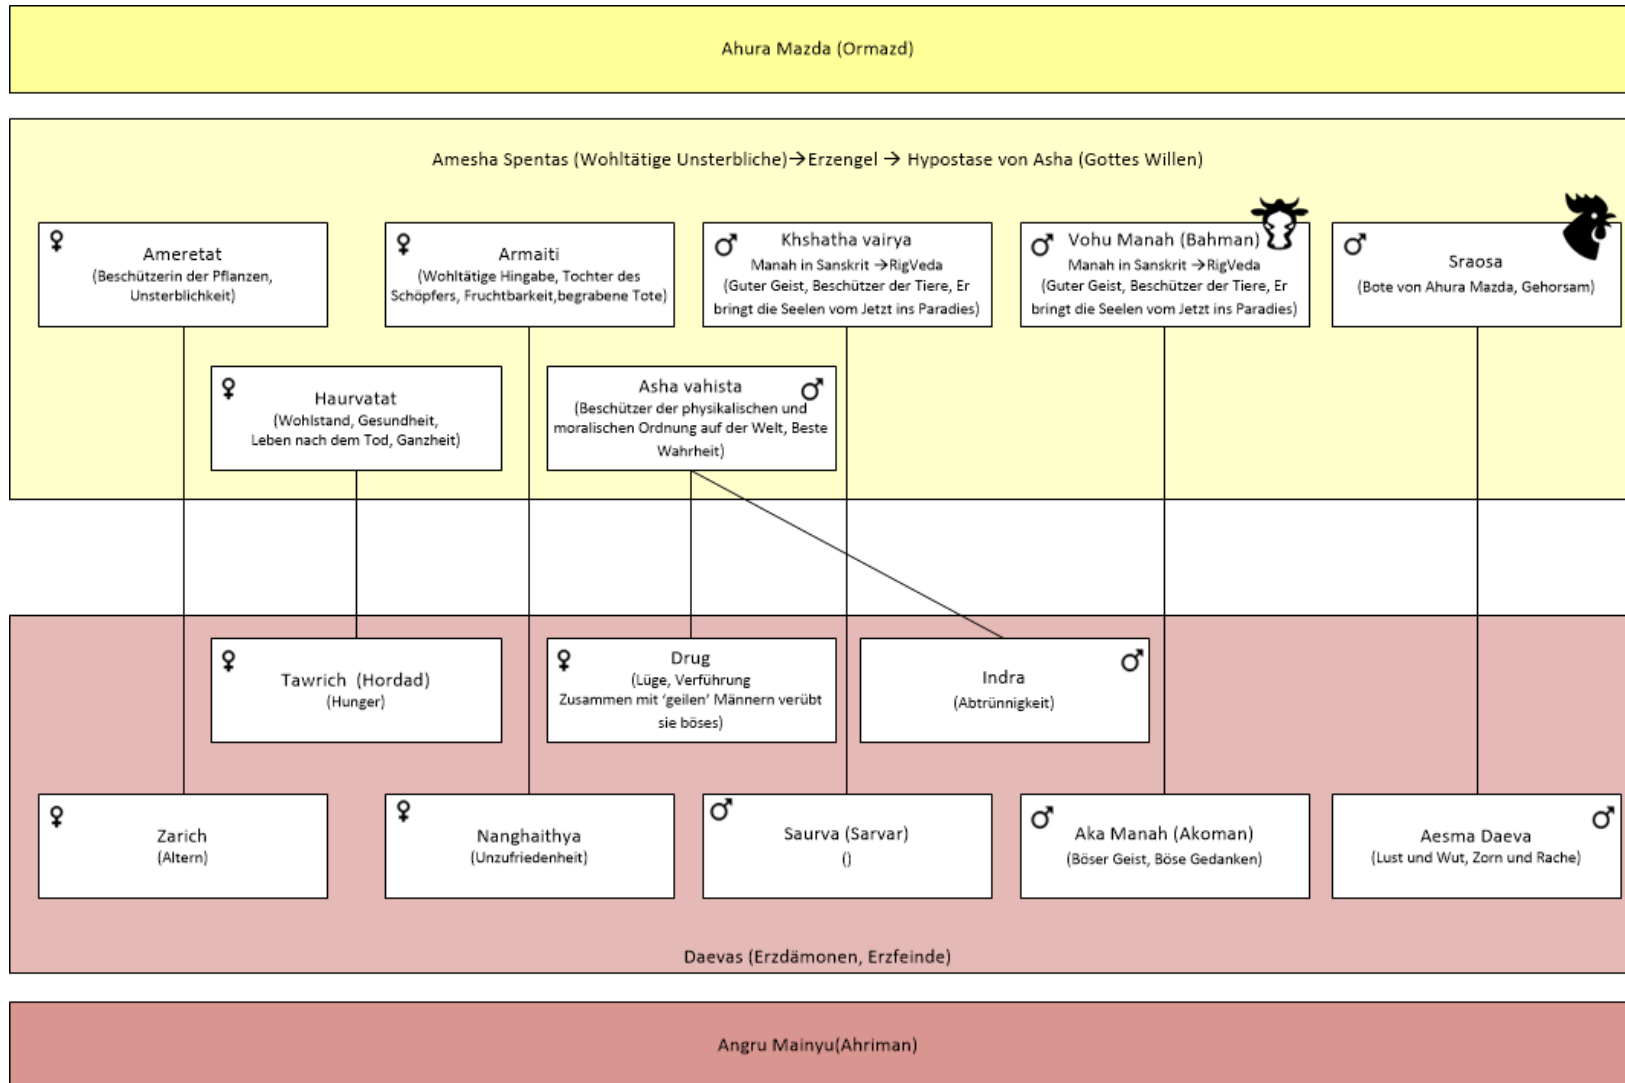 Ahura Mazda (Ormazd)
Amesha Spentas (Wohltätige Unsterbliche)→Erzengel → Hypostase von Asha (Gottes Willen)
♀
Ameretat
(Beschützerin der Pflanzen,
Unsterblichkeit)
♀
Armaiti
(Wohltätige Hingabe, Tochter des
Schöpfers, Fruchtbarkeit,begrabene Tote)
♂
Khshatha vairya
Manah in Sanskrit →RigVeda
(Guter Geist, Beschützer der Tiere, Er
bringt die Seelen vom Jetzt ins Paradies)
♂
Vohu Manah (Bahman)
Manah in Sanskrit →RigVeda
(Guter Geist, Beschützer der Tiere, Er
bringt die Seelen vom Jetzt ins Paradies)
♂
Sraosa
(Bote von Ahura Mazda, Gehorsam)
♀
Haurvatat
(Wohlstand, Gesundheit,
Leben nach dem Tod, Ganzheit)
♂
Asha vahista
(Beschützer der physikalischen und
moralischen Ordnung auf der Welt, Beste
Wahrheit)
♀
Tawrich  (Hordad)
(Hunger)
♀
Drug
(Lüge, Verführung
Zusammen mit ‘geilen’ Männern verübt
sie böses)
♂
Indra
(Abtrünnigkeit)
♀
Zarich
(Altern)
♀
Nanghaithya
(Unzufriedenheit)
♂
Saurva (Sarvar)
()
♂
Aka Manah (Akoman)
(Böser Geist, Böse Gedanken)
♂
Aesma Daeva
(Lust und Wut, Zorn und Rache)
Daevas (Erzdämonen, Erzfeinde)
Angru Mainyu(Ahriman)